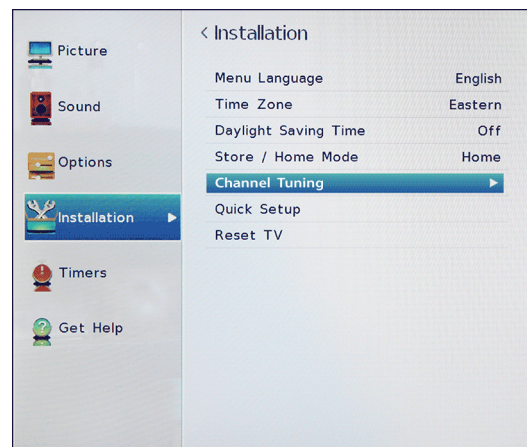 Picture
Sound
Options
Installation
Timers
Get Help
Installation
Menu Language English
Time Zone Eastern
Daylight Saving Time Off
Store / Home Mode Home
Channel Tuning
Quick Setup
Reset TV